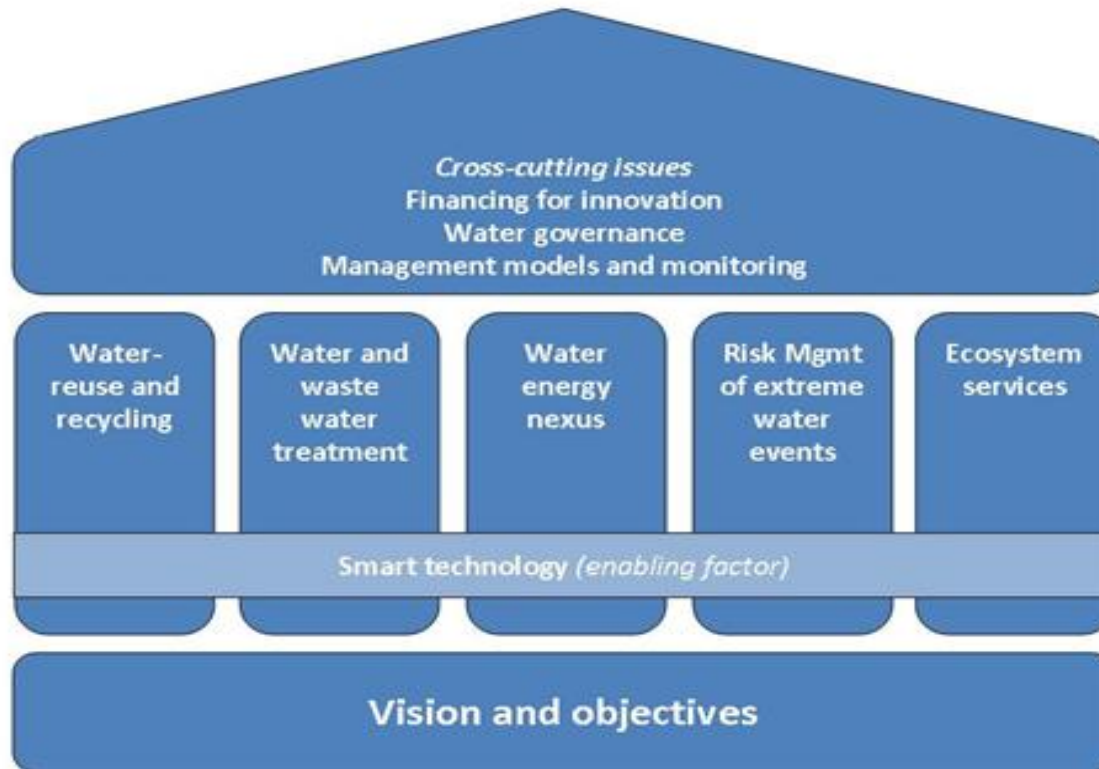 Cross-cutting issues
Financing for innovation
Water governance
Management models and monitoring
Water-
reuse and
recycling
Water and
waste
water
treatment
Water
energy
nexus
Risk Mgmt
of extreme
water
events
Ecosystem
services
Smart technology (enabling factor)
Vision and objectives